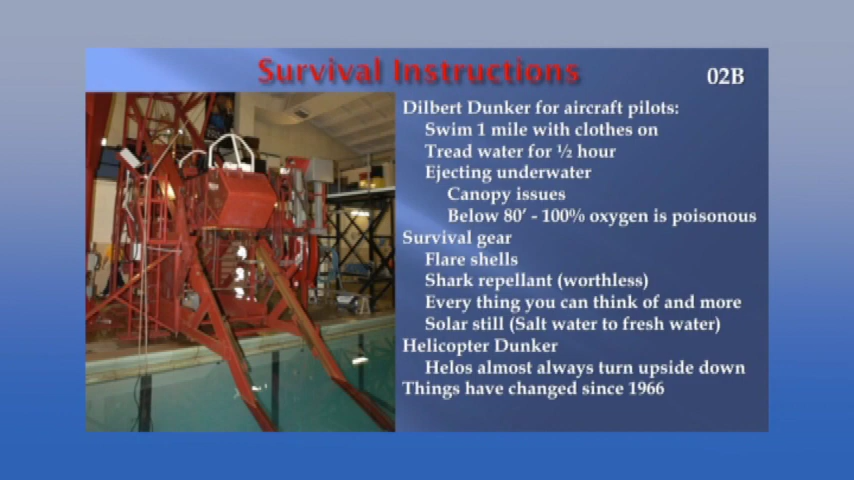 Survival Instructions
02B
Dilbert Dunker for aircraft pilots:
Swim 1 mile with clothes on
Tread water for ½ hour
Ejecting underwater
Canopy issues
Below 80' - 100% oxygen is poisonous
Survival gear
Flare shells
Shark repellant (worthless)
Every thing you can think of and more
Solar still (Salt water to fresh water)
Helicopter Dunker
Helos almost always turn upside down
Things have changed since 1966